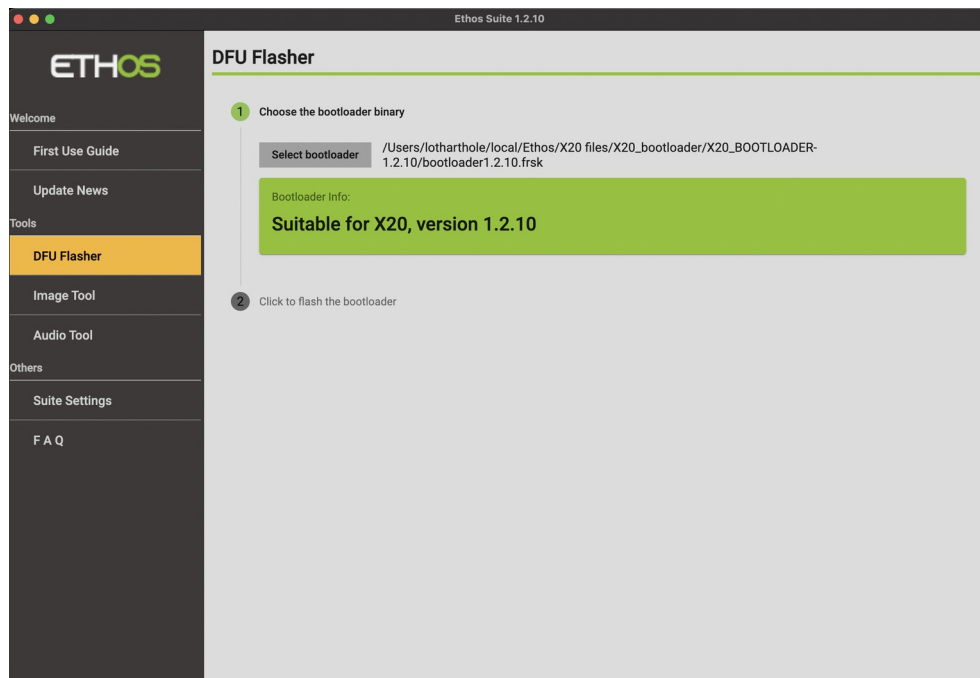 Ethos Suite 1.2.10
ETHOS
Welcome
First Use Guide
Update News
Tools
DFU Flasher
Image Tool
Audio Tool
Others
Suite Settings
F A Q
DFU Flasher
1 Choose the bootloader binary
Select bootloader
/Users/lotharthole/local/Ethos/X20 files/X20_bootloader/X20_BOOTLOADER-
1.2.10/bootloader1.2.10.frsk
Bootloader Info:
Suitable for X20, version 1.2.10
2 Click to flash the bootloader